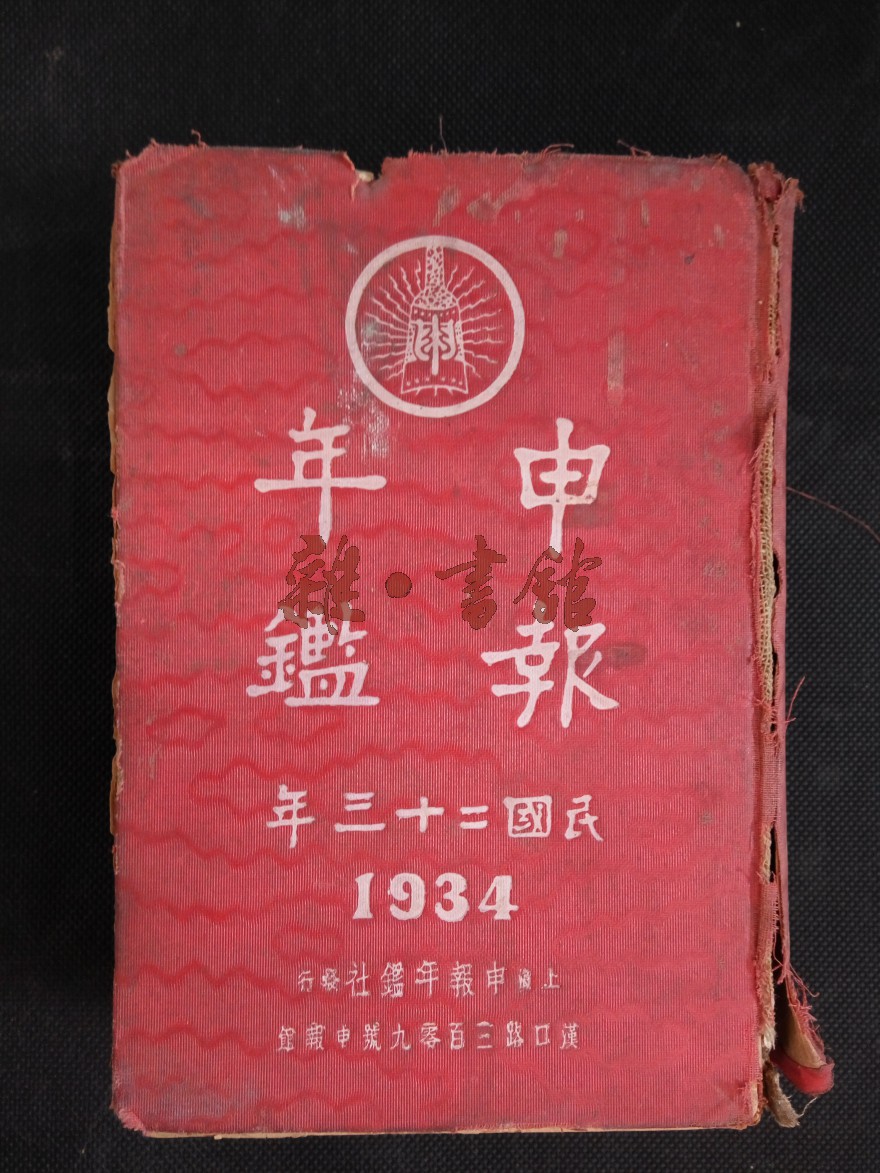 申
申報
年鑑
雜·書館
民國二十三年
1934
上海申報年鑑社發行
漢口路三百零九號申報館